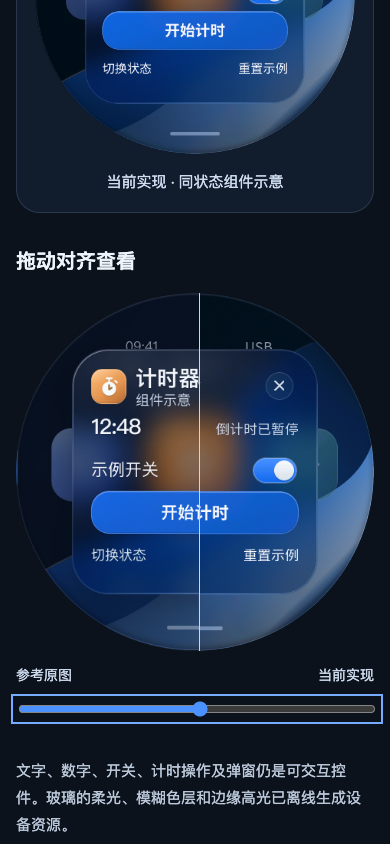 开始计时
切换状态 重置示例
当前实现 · 同状态组件示意
拖动对齐查看
09:41 USB
计时器
组件示意
12:48 倒计时已暂停
示例开关
开始计时
切换状态 重置示例
参考原图 当前实现
文字、数字、开关、计时操作及弹窗仍是可交互控
件。玻璃的柔光、模糊色层和边缘高光已离线生成设
备资源。